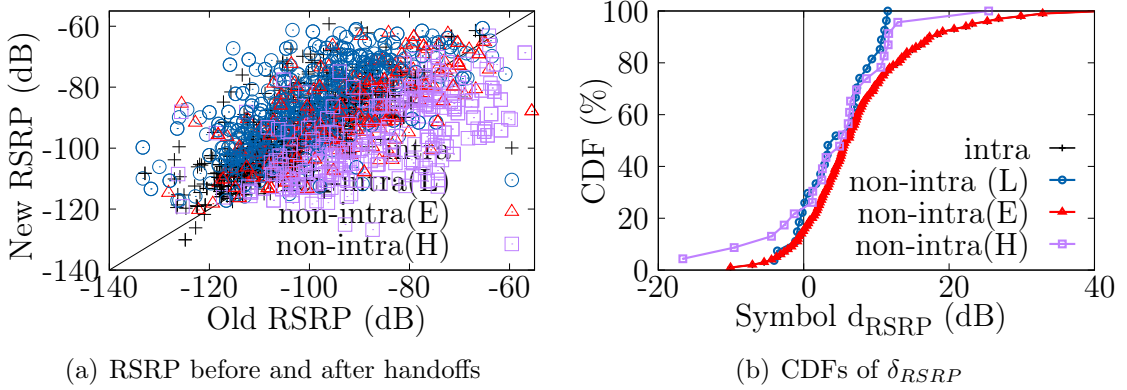 -60
-80
-100
-120
-140
-140
-120
-100
-80
-60
New RSRP (dB)
Old RSRP (dB)
intra
non-intra(L)
non-intra(E)
non-intra(H)
(a) RSRP before and after handoffs
100
80
60
40
20
0
-20
0
20
40
CDF (%)
Symbol dRSRP (dB)
intra
non-intra (L)
non-intra(E)
non-intra(H)
(b) CDFs of δRSRP